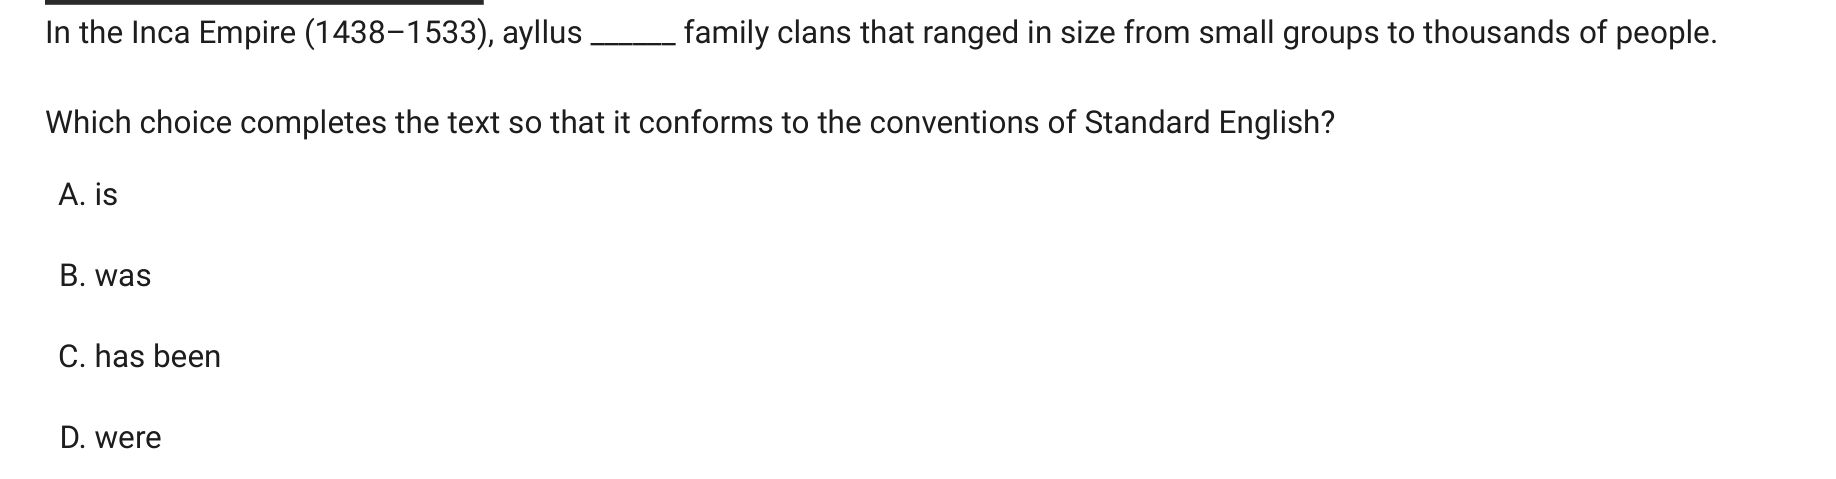 In the Inca Empire (1438–1533), ayllus ______ family clans that ranged in size from small groups to thousands of people.
Which choice completes the text so that it conforms to the conventions of Standard English?
A. is
B. was
C. has been
D. were